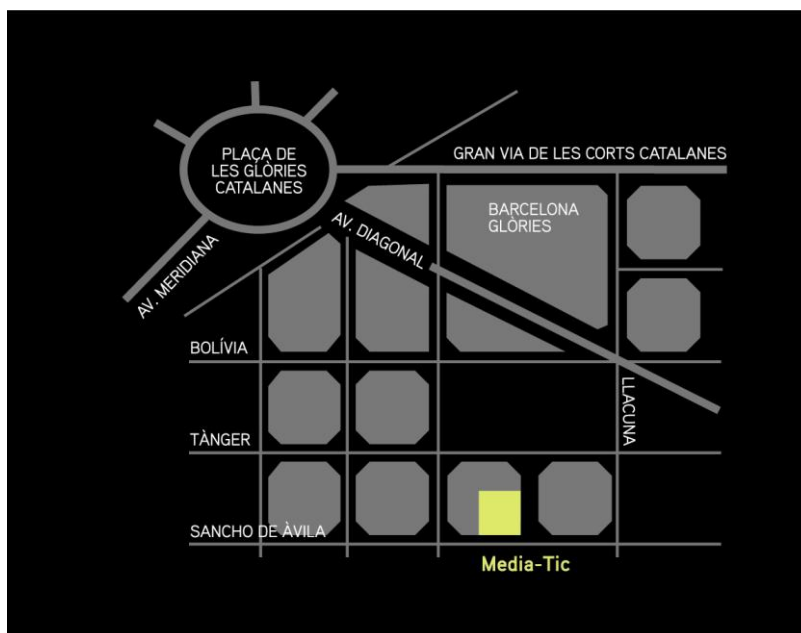 PLAÇA DE
LES GLÒRIES
CATALANES
GRAN VIA DE LES CORTS CATALANES
BARCELONA
GLÒRIES
AV. DIAGONAL
AV. MERIDIANA
BOLÍVIA
LLACUNA
TÀNGER
SANCHO DE ÀVILA
Media-Tic